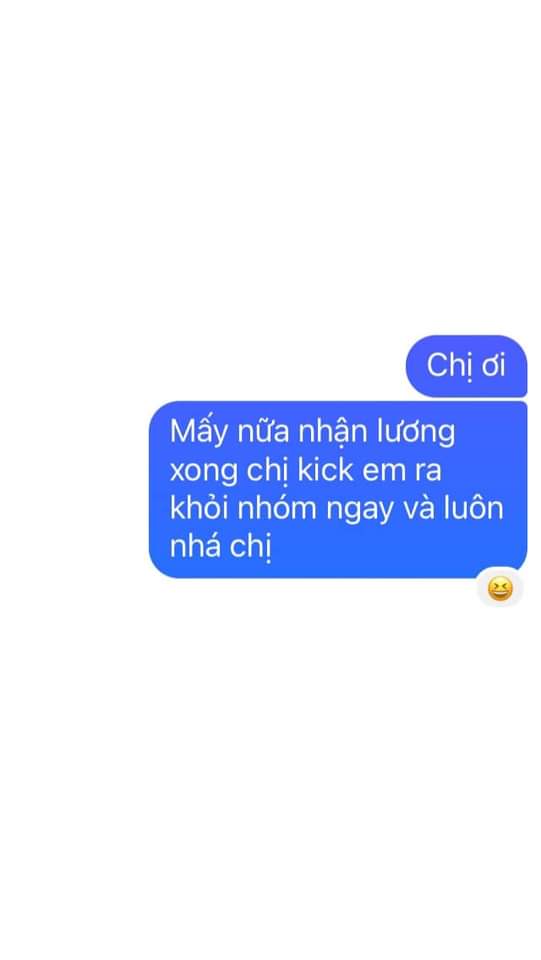 Chị ơi
Mấy nữa nhận lương
xong chị kick em ra
khỏi nhóm ngay và luôn
nhá chị